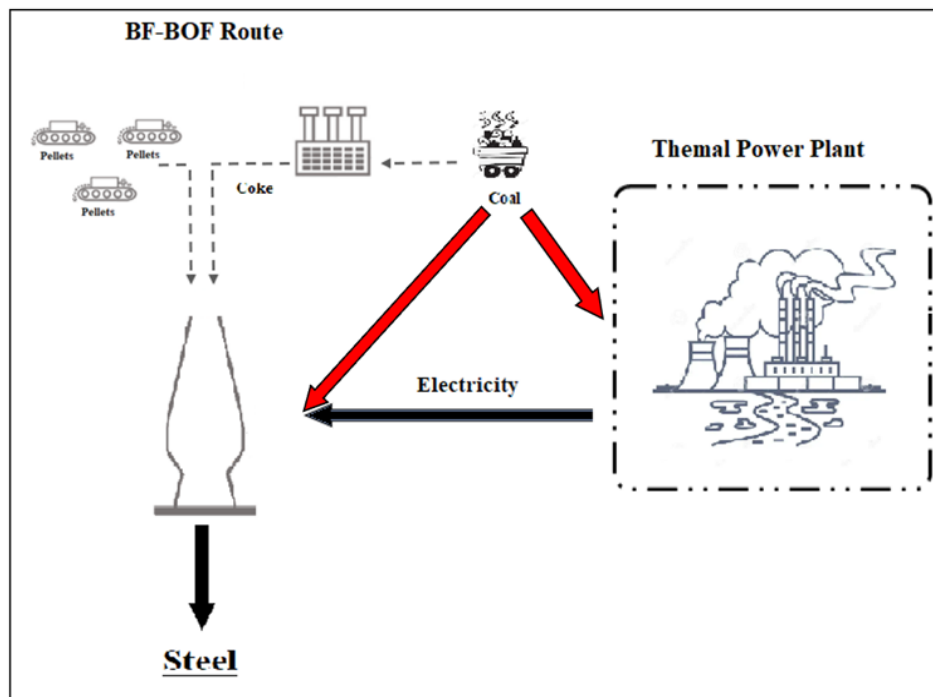 BF-BOF Route
Pellets
Pellets
Pellets
Coke
Coal
Themal Power Plant
Electricity
Steel